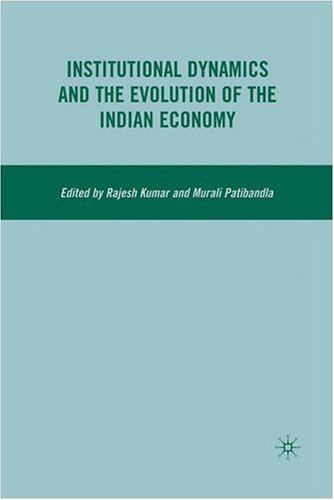 INSTITUTIONAL DYNAMICS
AND THE EVOLUTION OF THE
INDIAN ECONOMY
Edited by Rajesh Kumar and Murali Patibandla